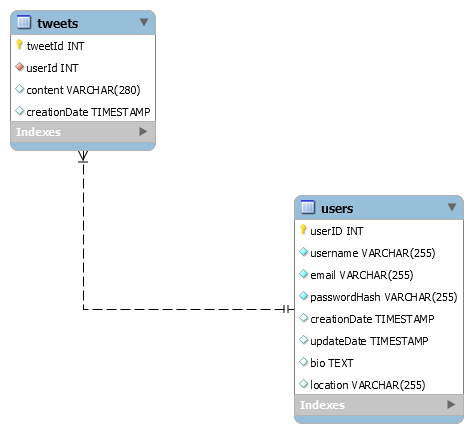 tweets
tweetId INT
userId INT
content VARCHAR(280)
creationDate TIMESTAMP
Indexes
users
userID INT
username VARCHAR(255)
email VARCHAR(255)
passwordHash VARCHAR(255)
creationDate TIMESTAMP
updateDate TIMESTAMP
bio TEXT
location VARCHAR(255)
Indexes